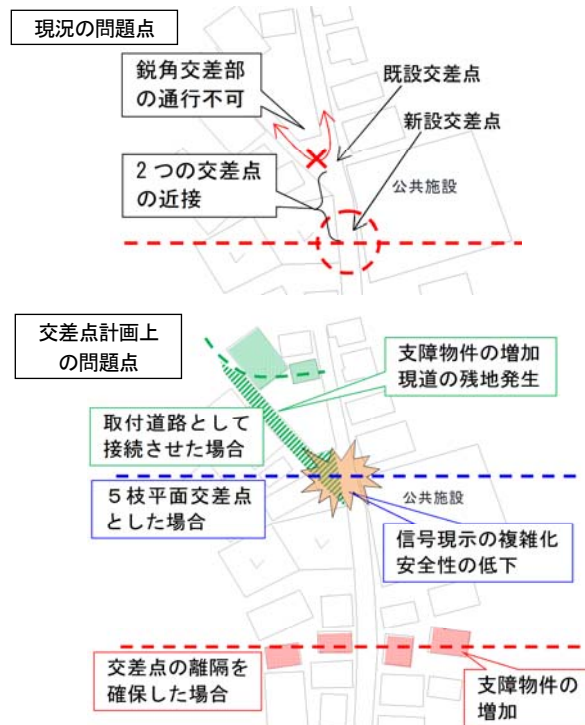 現況の問題点
鋭角交差部
の通行不可
既設交差点
新設交差点
2つの交差点
の近接
公共施設
交差点計画上
の問題点
支障物件の増加
現道の残地発生
取付道路として
接続させた場合
5枝平面交差点
とした場合
公共施設
信号現示の複雑化
安全性の低下
交差点の離隔を
確保した場合
支障物件の
増加